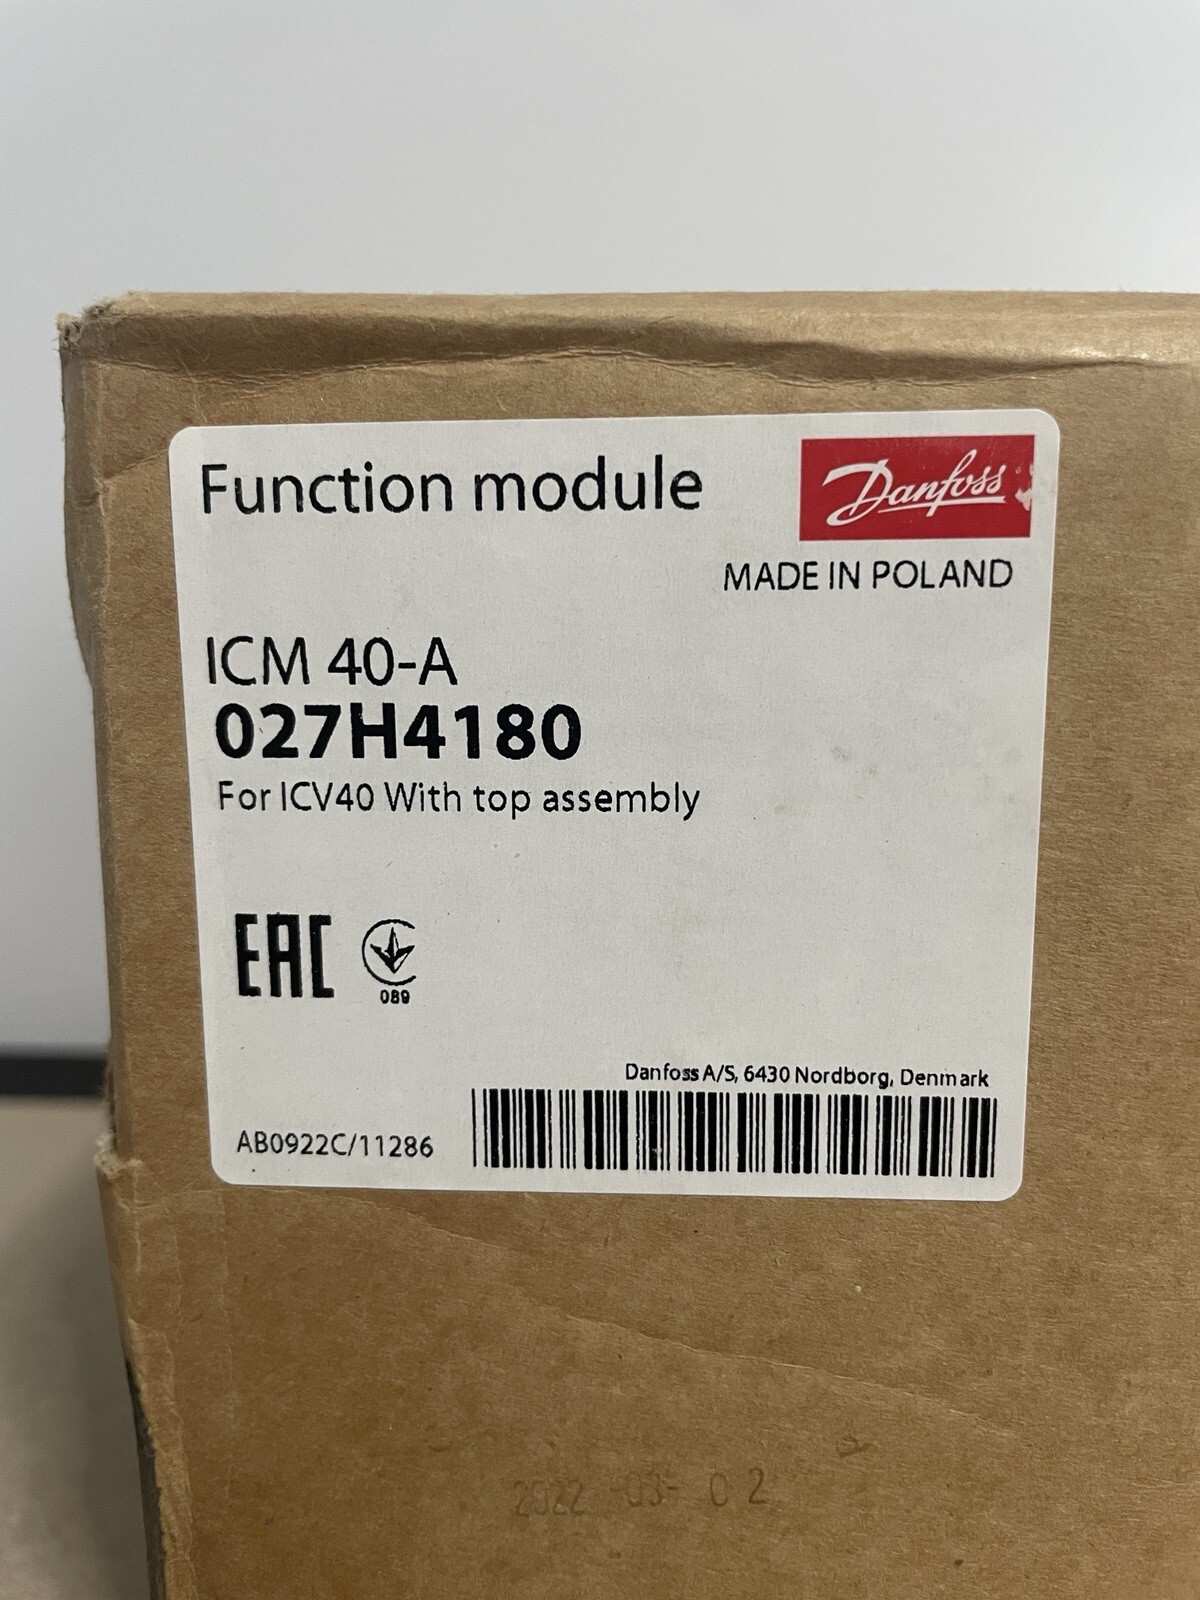 Function module
Danfoss
MADE IN POLAND
ICM 40-A
027H4180
For ICV40 With top assembly
EAC
089
Danfoss A/S, 6430 Nordborg, Denmark
AB0922C/11286
2022 -03- 02